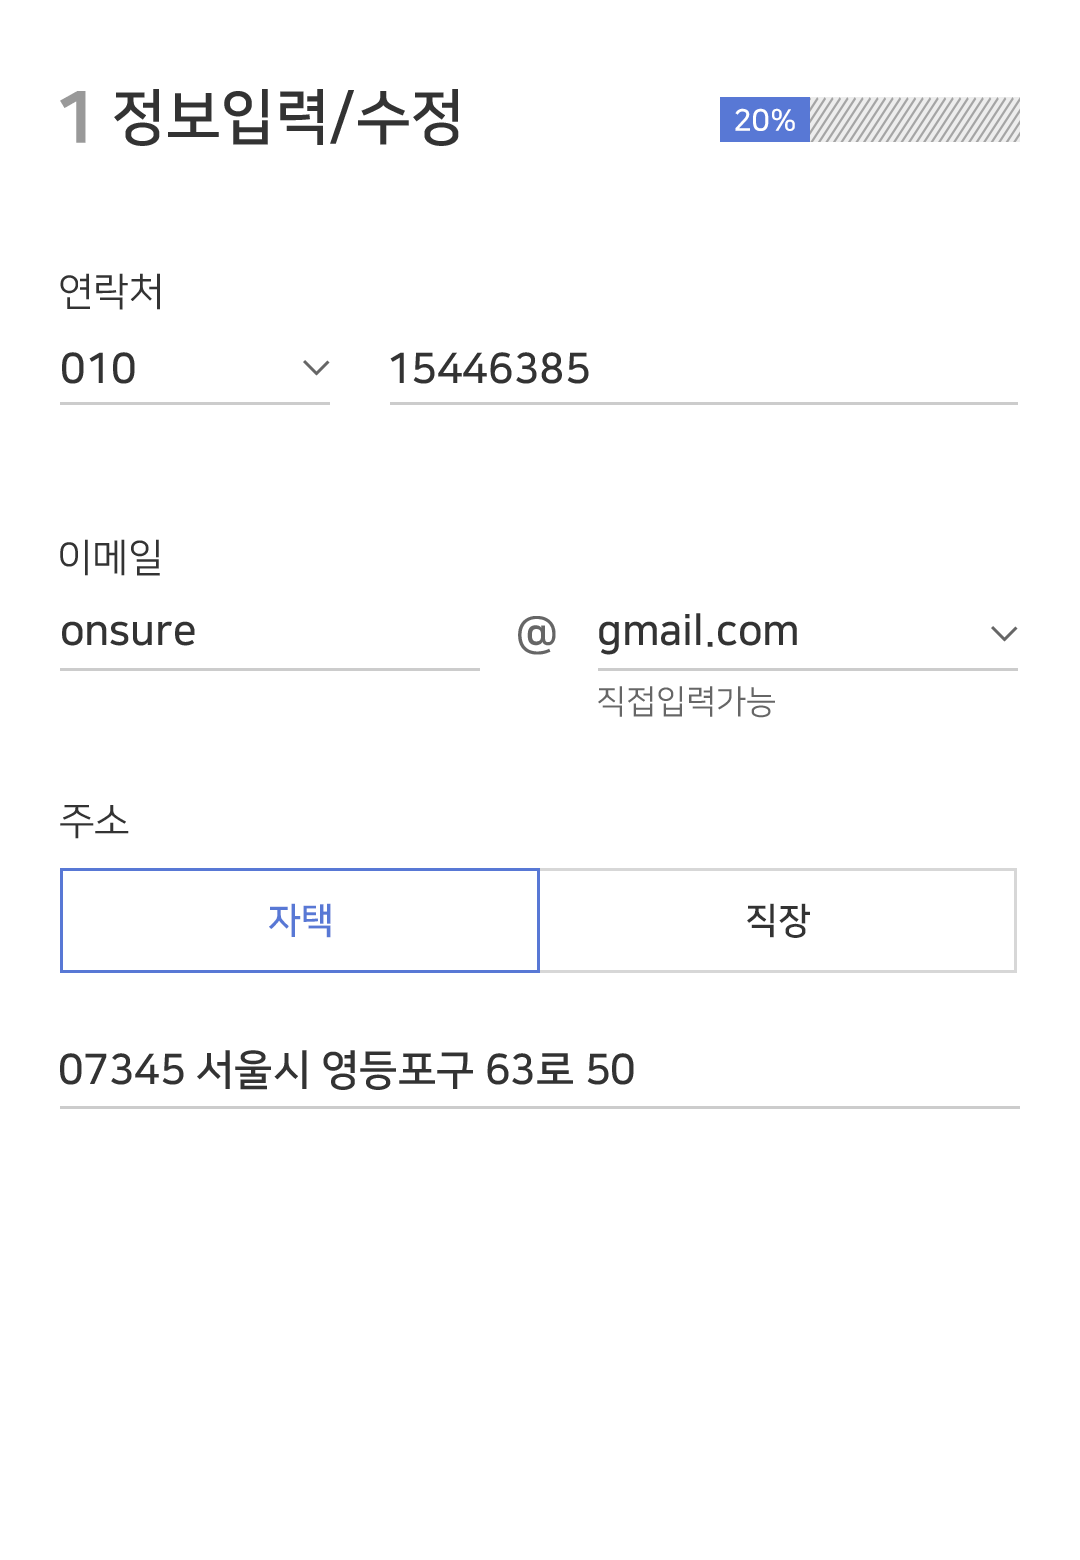 1 정보입력/수정
20%
연락처
010 15446385
이메일
onsure @ gmail.com
직접입력가능
주소
자택 직장
07345 서울시 영등포구 63로 50